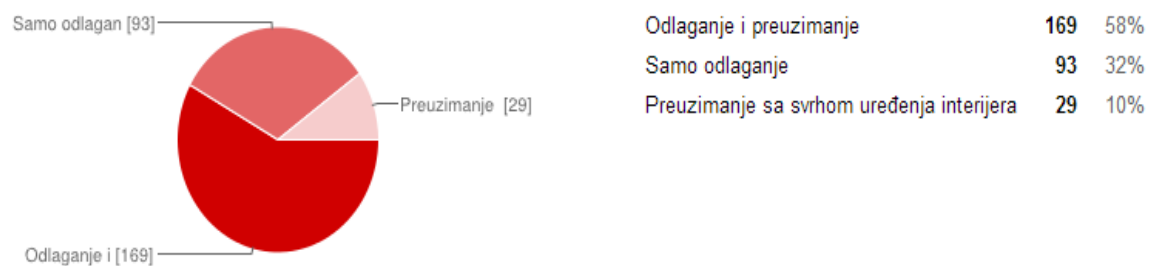 Samo odlagan [93]
Preuzimanje  [29]
Odlaganje i [169]
Odlaganje i preuzimanje 169 58%
Samo odlaganje 93 32%
Preuzimanje sa svrhom uređenja interijera 29 10%